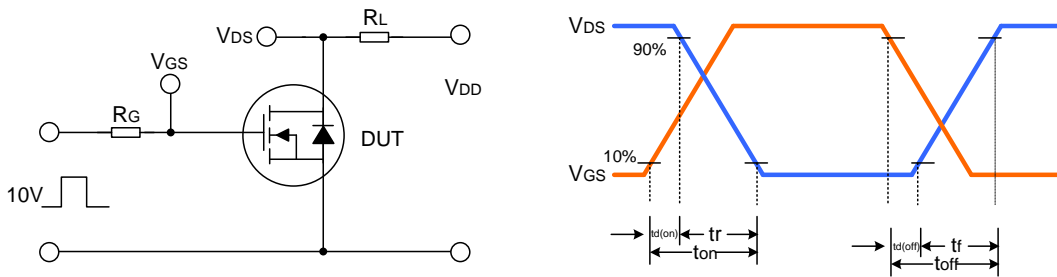 VDS
RL
VGS
VDD
RG
DUT
10V
VDS
90%
10%
VGS
td(on)
tr
ton
td(off)
tf
toff